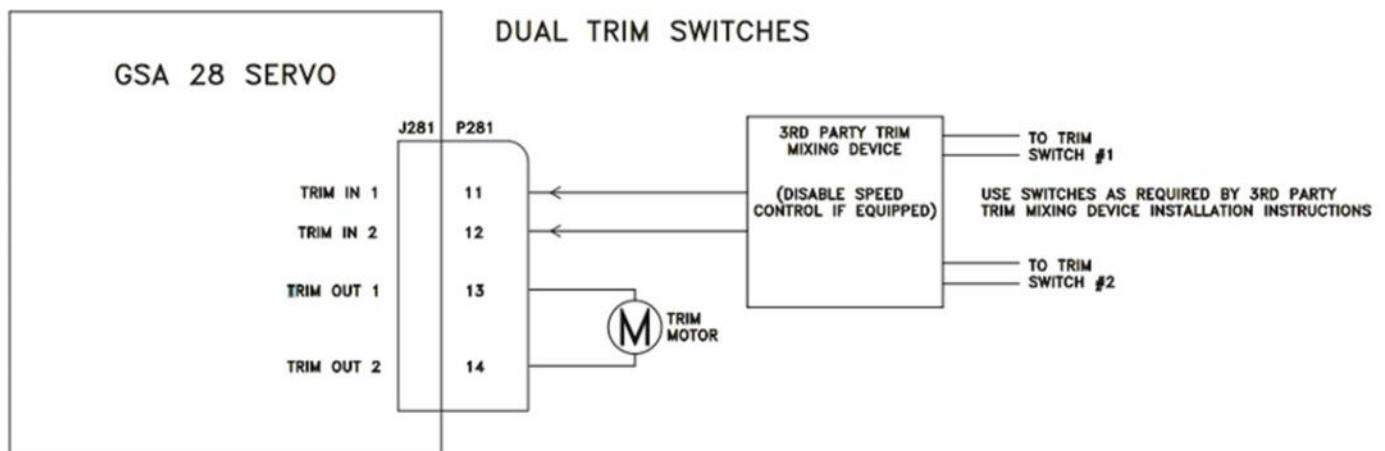 DUAL TRIM SWITCHES
GSA 28 SERVO
J281 P281
3RD PARTY TRIM
MIXING DEVICE
TO TRIM
SWITCH #1
TRIM IN 1 11
(DISABLE SPEED
CONTROL IF EQUIPPED)
USE SWITCHES AS REQUIRED BY 3RD PARTY
TRIM MIXING DEVICE INSTALLATION INSTRUCTIONS
TRIM IN 2 12
TO TRIM
SWITCH #2
TRIM OUT 1 13
M
TRIM
MOTOR
TRIM OUT 2 14